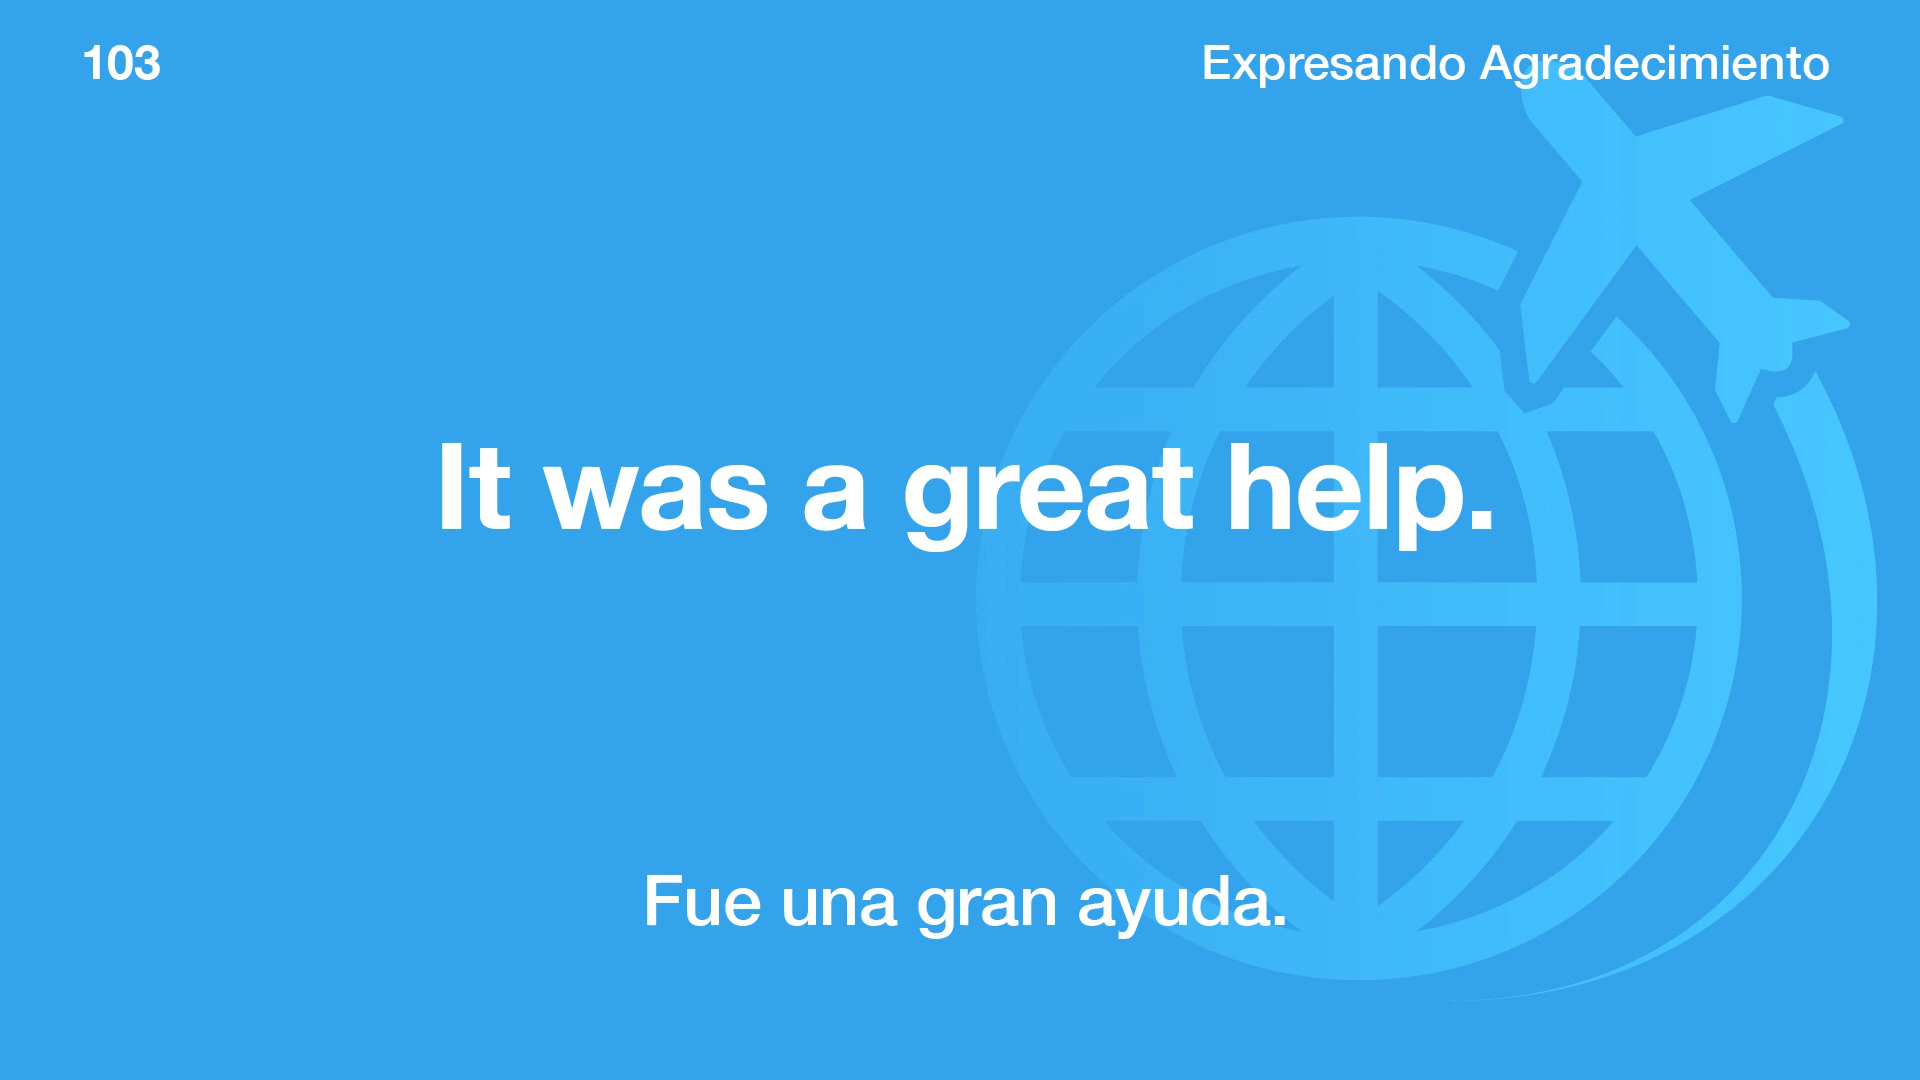 103
Expresando Agradecimiento
It was a great help.
Fue una gran ayuda.